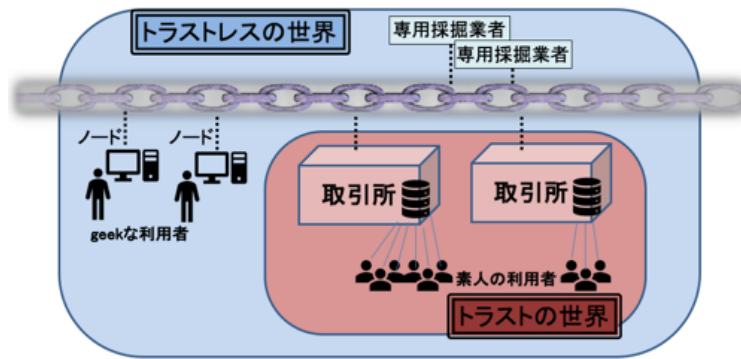 トラストレスの世界
専用採掘業者
専用採掘業者
ノード
ノード
取引所
取引所
geekな利用者
素人の利用者
トラストの世界